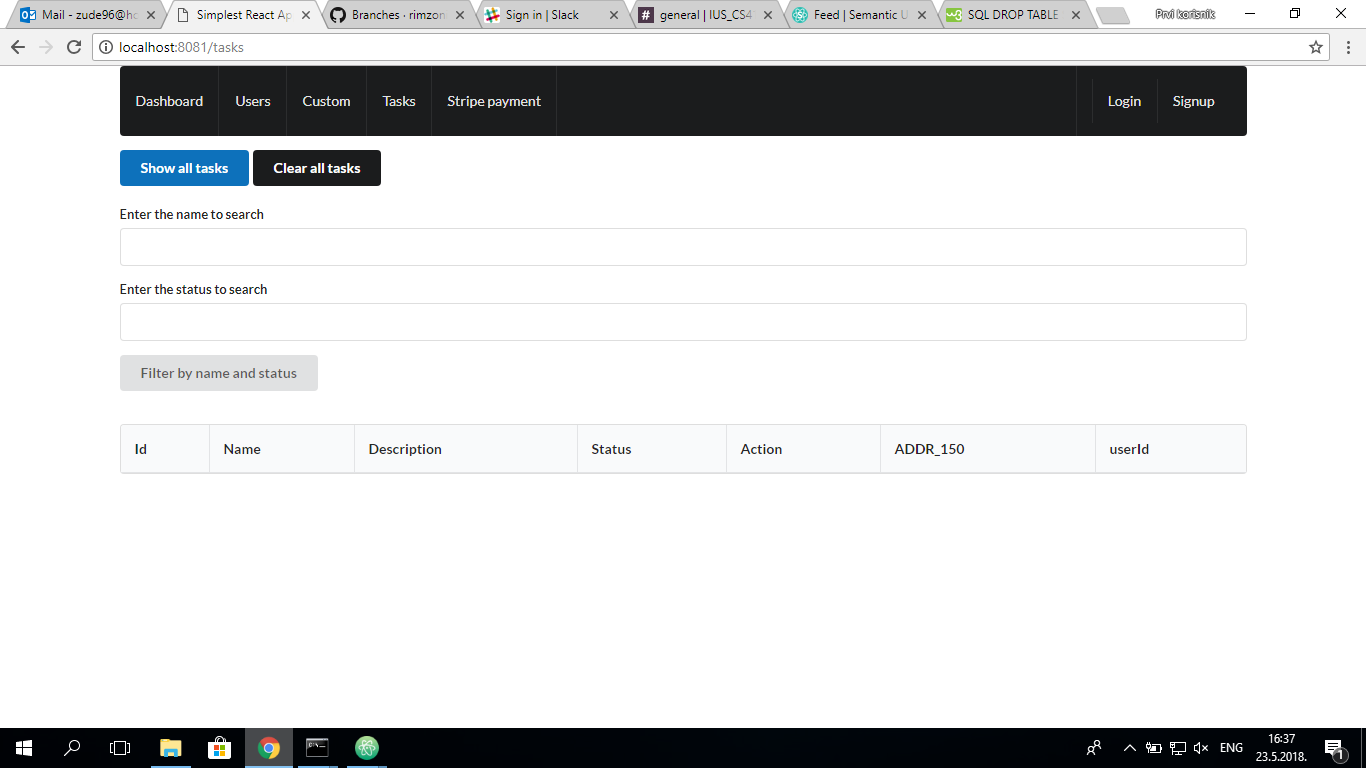 Mail - zude96@ho
Simplest React Ap
Branches · rimzon
Sign in | Slack
general | IUS_CS4
Feed | Semantic U
SQL DROP TABLE
Prvi korisnik
localhost:8081/tasks
Dashboard Users Custom Tasks Stripe payment Login Signup
Show all tasks Clear all tasks
Enter the name to search
Enter the status to search
Filter by name and status
Id Name Description Status Action ADDR_150 userId
ENG
16:37
23.5.2018.
1